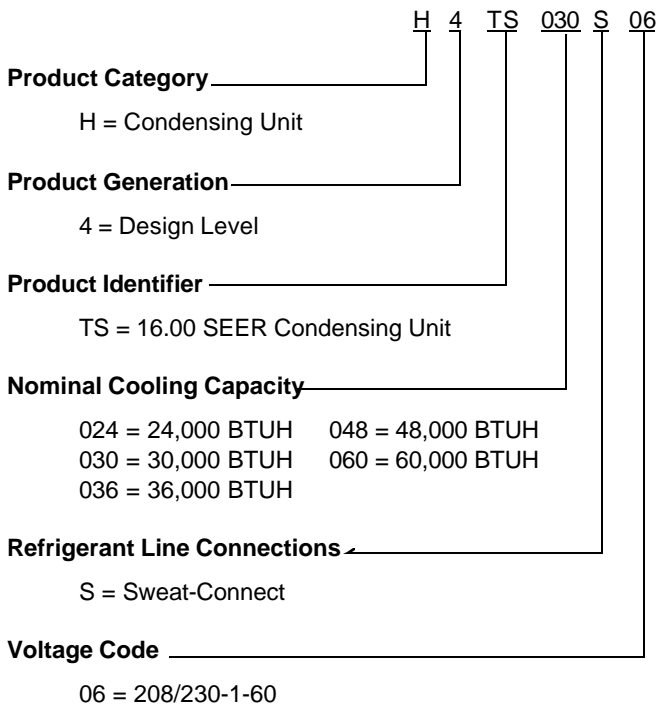 H 4 TS 030 S 06
Product Category
H = Condensing Unit
Product Generation
4 = Design Level
Product Identifier
TS = 16.00 SEER Condensing Unit
Nominal Cooling Capacity
024 = 24,000 BTUH 048 = 48,000 BTUH
030 = 30,000 BTUH 060 = 60,000 BTUH
036 = 36,000 BTUH
Refrigerant Line Connections
S = Sweat-Connect
Voltage Code
06 = 208/230-1-60